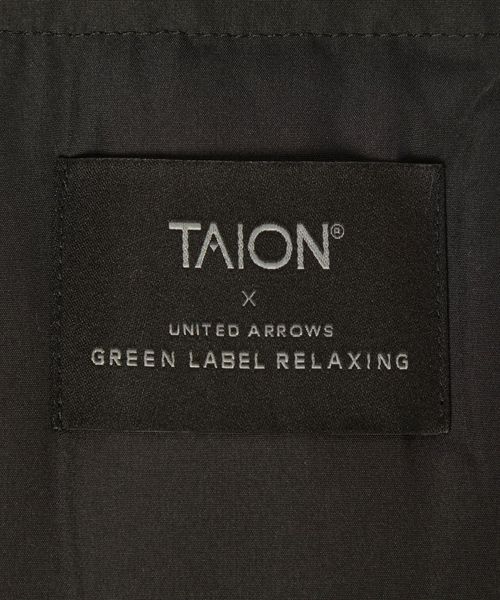 TAION®
X
UNITED ARROWS
GREEN LABEL RELAXING